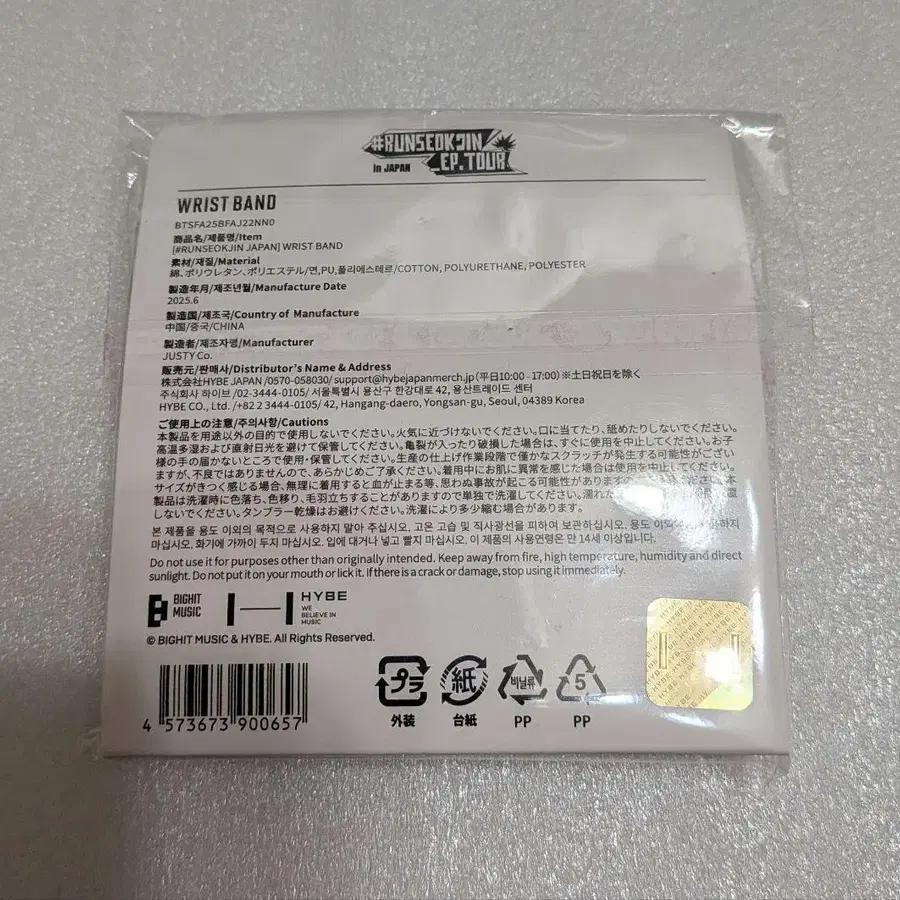 #RUNSEOKJIN
in JAPAN
_EP.TOUR
WRIST BAND
BTSFA25BFAJ22NN0
商品名/제품명/Item
[#RUNSEOKJIN JAPAN] WRIST BAND
素材/재질/Material
綿、ポリウレタン、ポリエステル/면,PU,폴리에스테르/COTTON, POLYURETHANE, POLYESTER
製造年月/제조년월/Manufacture Date
2025.6
製造国/제조국/Country of Manufacture
中国/중국/CHINA
製造者/제조자명/Manufacturer
JUSTY Co.
販売元/판매사/Distributor's Name & Address
株式会社HYBE JAPAN /0570-058030/ support@hybejapanmerch.jp (平日10:00 - 17:00) ※土日祝日を除く
주식회사 하이브 /02-3444-0105/ 서울특별시 용산구 한강대로 42, 용산트레이드 센터
HYBE CO., Ltd. /+82 2 3444-0105/ 42, Hangang-daero, Yongsan-gu, Seoul, 04389 Korea
ご使用上の注意/주의사항/Cautions
本製品を用途以外の目的で使用しないでください。火気に近づけないでください。口に当てたり、舐めたりしないでください。
高温多湿および直射日光を避けて保管してください。亀裂が入ったり破損した場合は、すぐに使用を中止してください。お子
様の手の届かないところで使用・保管してください。生産の仕上げ作業段階で僅かなスクラッチが発生する可能性がござい
ますが、不良ではありませんので、あらかじめご了承ください。着用中にお肌に異常を感じた場合は使用を中止してください。
サイズがきつく感じる場合、無理に着用すると血が止まる等、思わぬ事故が起こる可能性がありますので 本
製品は洗濯時に色落ち、色移り、毛羽立ちすることがありますので単独で洗濯してください。濡れた
しないでください。タンブラー乾燥はお避けください。洗濯により多少縮む場合があります。
본 제품을 용도 이외의 목적으로 사용하지 말아 주십시오. 고온 고습 및 직사광선을 피하여 보관하십시오. 용도 이외에 사용하지
마십시오. 화기에 가까이 두지 마십시오. 입에 대거나 넣고 빨지 마십시오. 이 제품의 사용연령은 만 14세 이상입니다.
Do not use it for purposes other than originally intended. Keep away from fire, high temperature, humidity and direct
sunlight. Do not put it on your mouth or lick it. If there is a crack or damage, stop using it immediately.
BIGHIT
MUSIC
HYBE
WE
BELIEVE IN
MUSIC
© BIGHIT MUSIC & HYBE. All Rights Reserved.
4 573673 900657
プラ
外装
紙
台紙
비닐류
PP
5
PP
HYBE